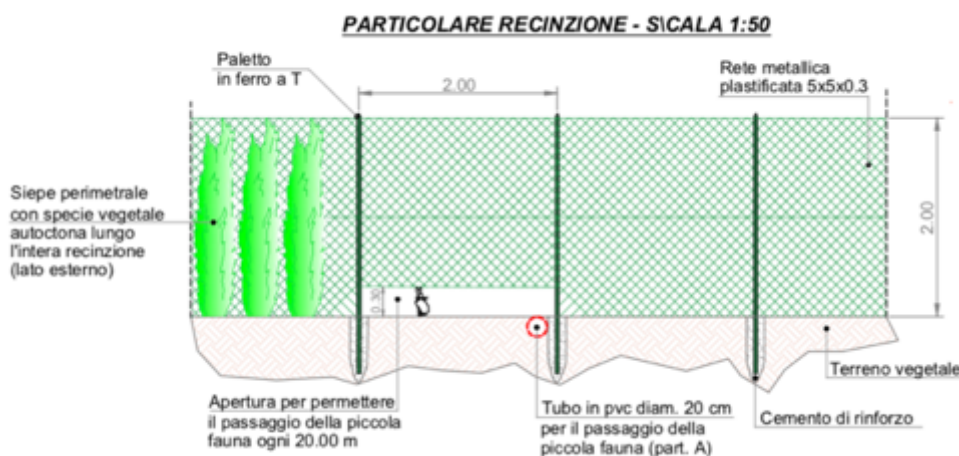 PARTICOLARE RECINZIONE - S\CALA 1:50
Paletto
in ferro a T
2.00
Rete metallica
plastificata 5x5x0.3
Siepe perimetrale
con specie vegetale
autoctona lungo
l'intera recinzione
(lato esterno)
2.00
0.30
Terreno vegetale
Apertura per permettere
il passaggio della piccola
fauna ogni 20.00 m
Tubo in pvc diam. 20 cm
per il passaggio della
piccola fauna (part. A)
Cemento di rinforzo